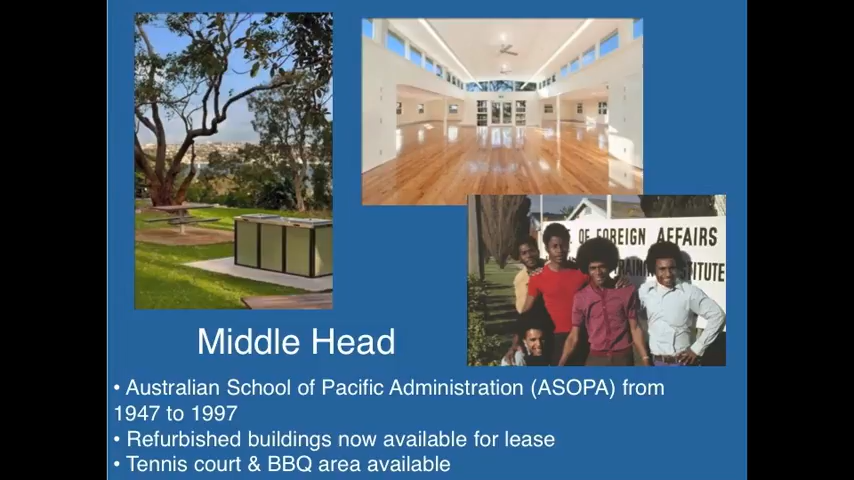 OF FOREIGN AFFAIRS
INSTITUTE
Middle Head
• Australian School of Pacific Administration (ASOPA) from
1947 to 1997
• Refurbished buildings now available for lease
• Tennis court & BBQ area available